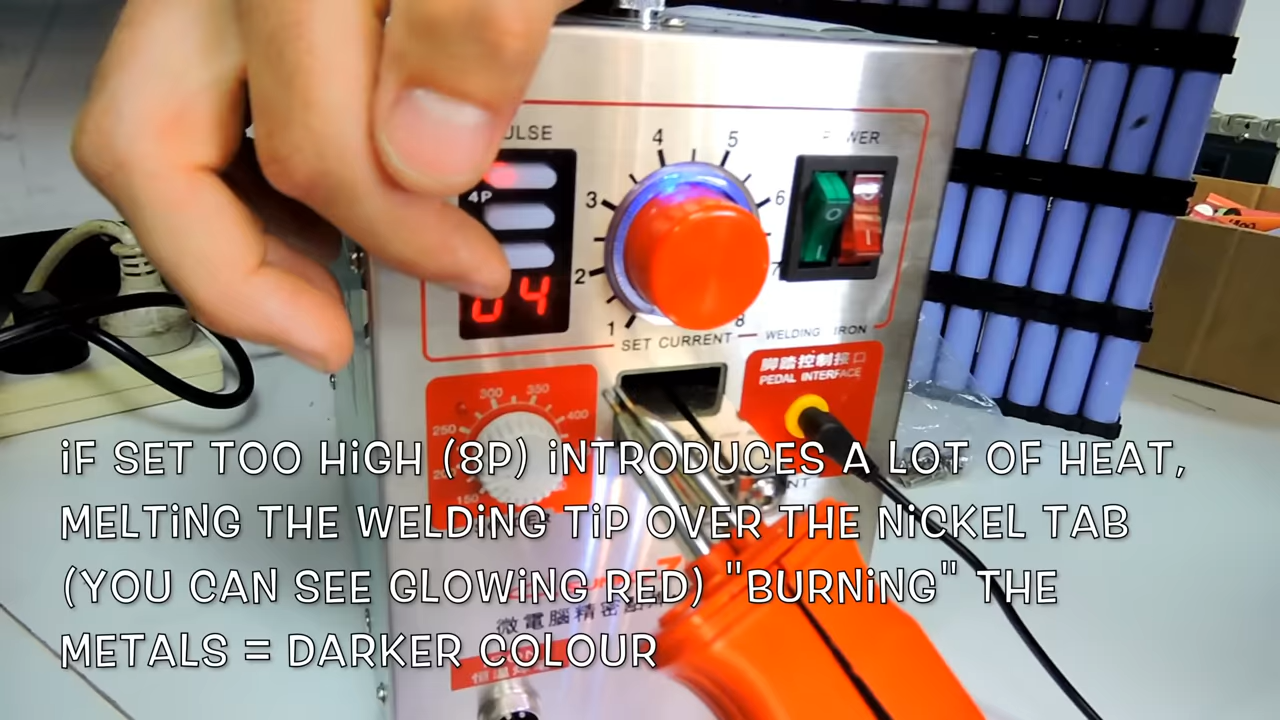 ULSE
4 5
POWER
4P
3 6
2 7
04
1 8
SET CURRENT
WELDING IRON
脚踏控制接口
PEDAL INTERFACE
300 350
250 400
150
iF SET TOO HiGH (8P) iNTRODUCES A LOT OF HEAT,
MELTiNG THE WELDiNG TiP OVER THE NiCKEL TAB
(YOU CAN SEE GLOWiNG RED) "BURNiNG" THE
METALS = DARKER COLOUR
微電腦精密